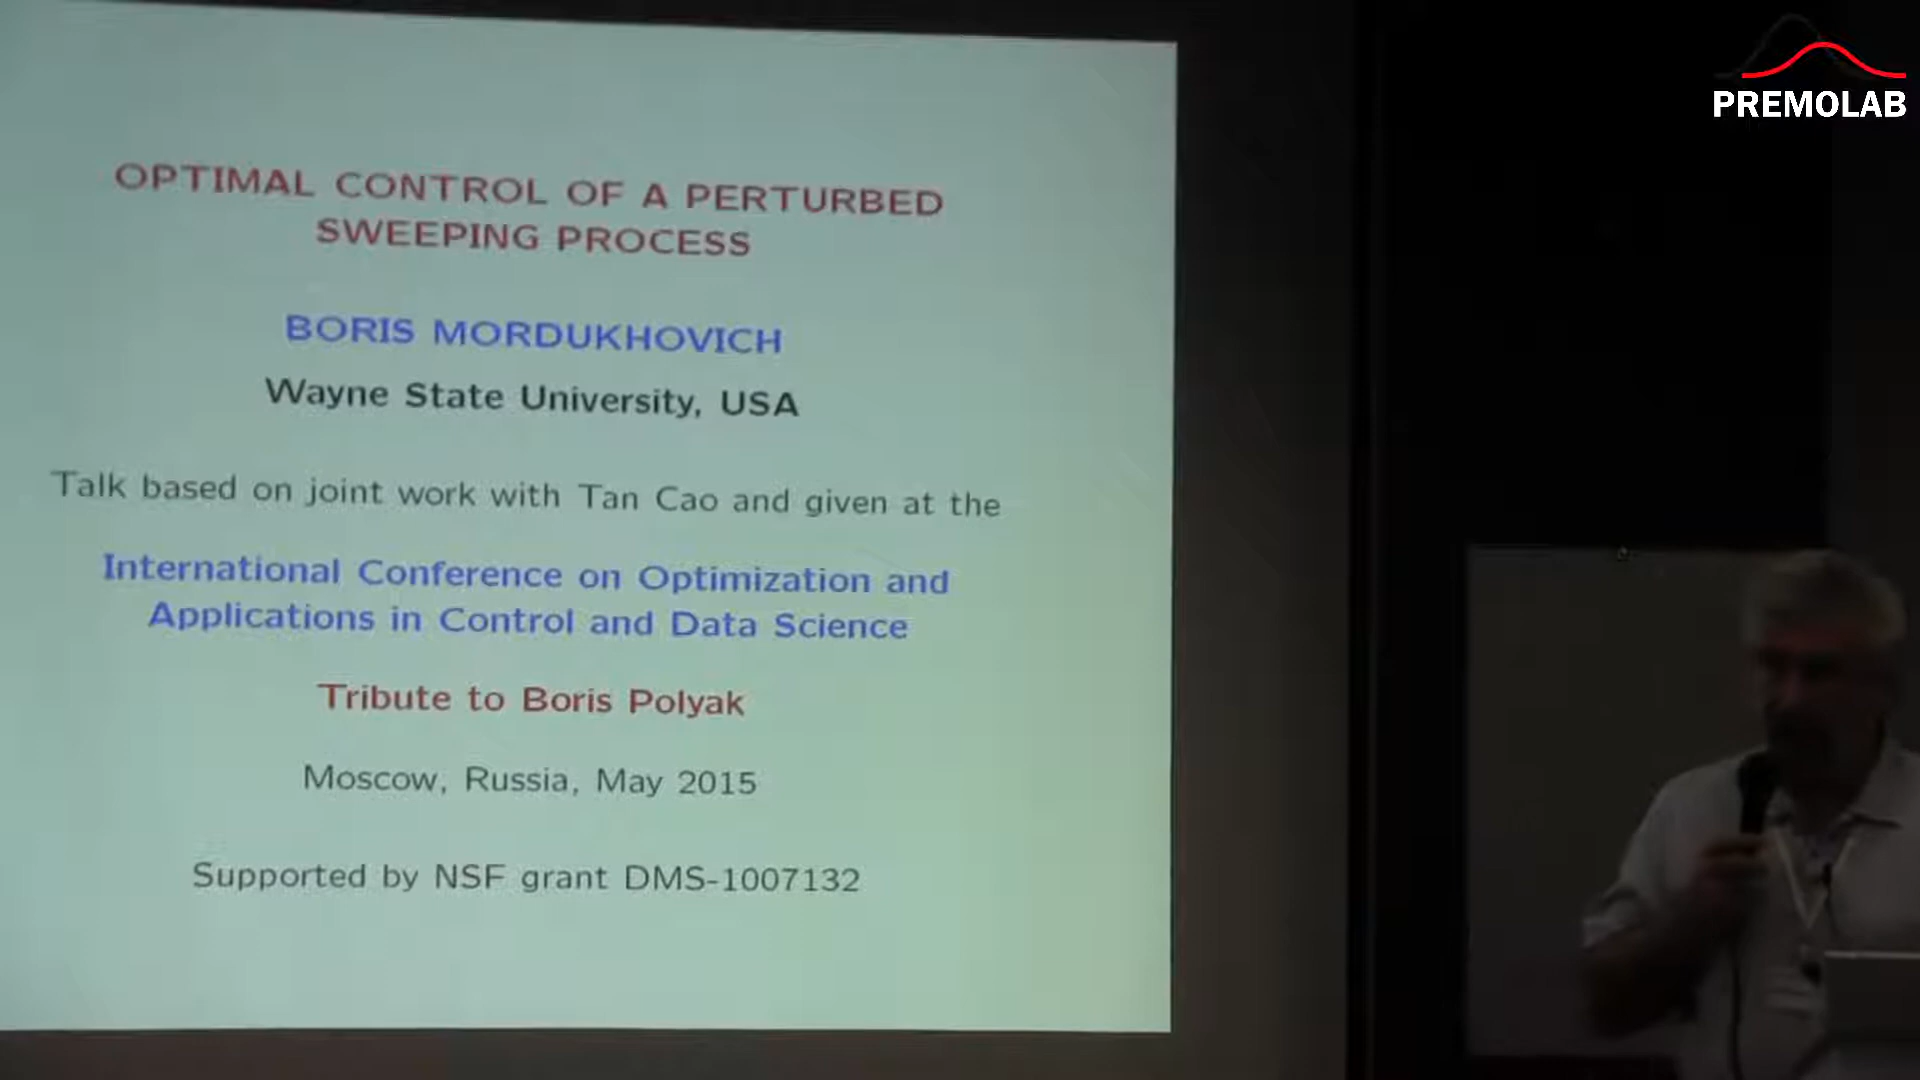 OPTIMAL CONTROL OF A PERTURBED
SWEEPING PROCESS
BORIS MORDUKHOVICH
Wayne State University, USA
Talk based on joint work with Tan Cao and given at the
International Conference on Optimization and
Applications in Control and Data Science
Tribute to Boris Polyak
Moscow, Russia, May 2015
Supported by NSF grant DMS-1007132
PREMOLAB